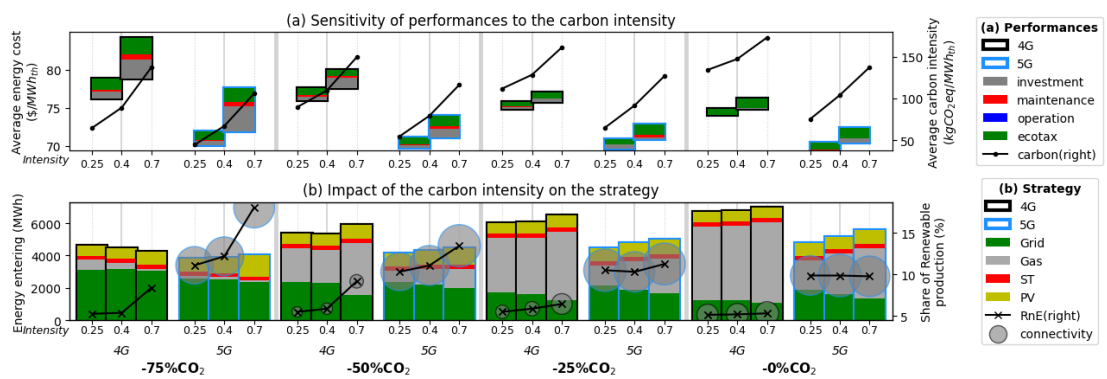 (a) Sensitivity of performances to the carbon intensity
Average energy cost
($/MWh_th)
80
75
70
Intensity
0.25 0.4 0.7 0.25 0.4 0.7 0.25 0.4 0.7 0.25 0.4 0.7 0.25 0.4 0.7 0.25 0.4 0.7 0.25 0.4 0.7 0.25 0.4 0.7
150
100
50
Average carbon intensity
(kgCO₂eq/MWh_th)
(a) Performances
4G
5G
investment
maintenance
operation
ecotax
carbon(right)
(b) Impact of the carbon intensity on the strategy
Energy entering (MWh)
6000
4000
2000
0
Intensity
0.25 0.4 0.7 0.25 0.4 0.7 0.25 0.4 0.7 0.25 0.4 0.7 0.25 0.4 0.7 0.25 0.4 0.7 0.25 0.4 0.7 0.25 0.4 0.7
4G 5G 4G 5G 4G 5G 4G 5G
-75%CO₂ -50%CO₂ -25%CO₂ -0%CO₂
15
10
5
Share of Renewable
production (%)
(b) Strategy
4G
5G
Grid
Gas
ST
PV
RnE(right)
connectivity